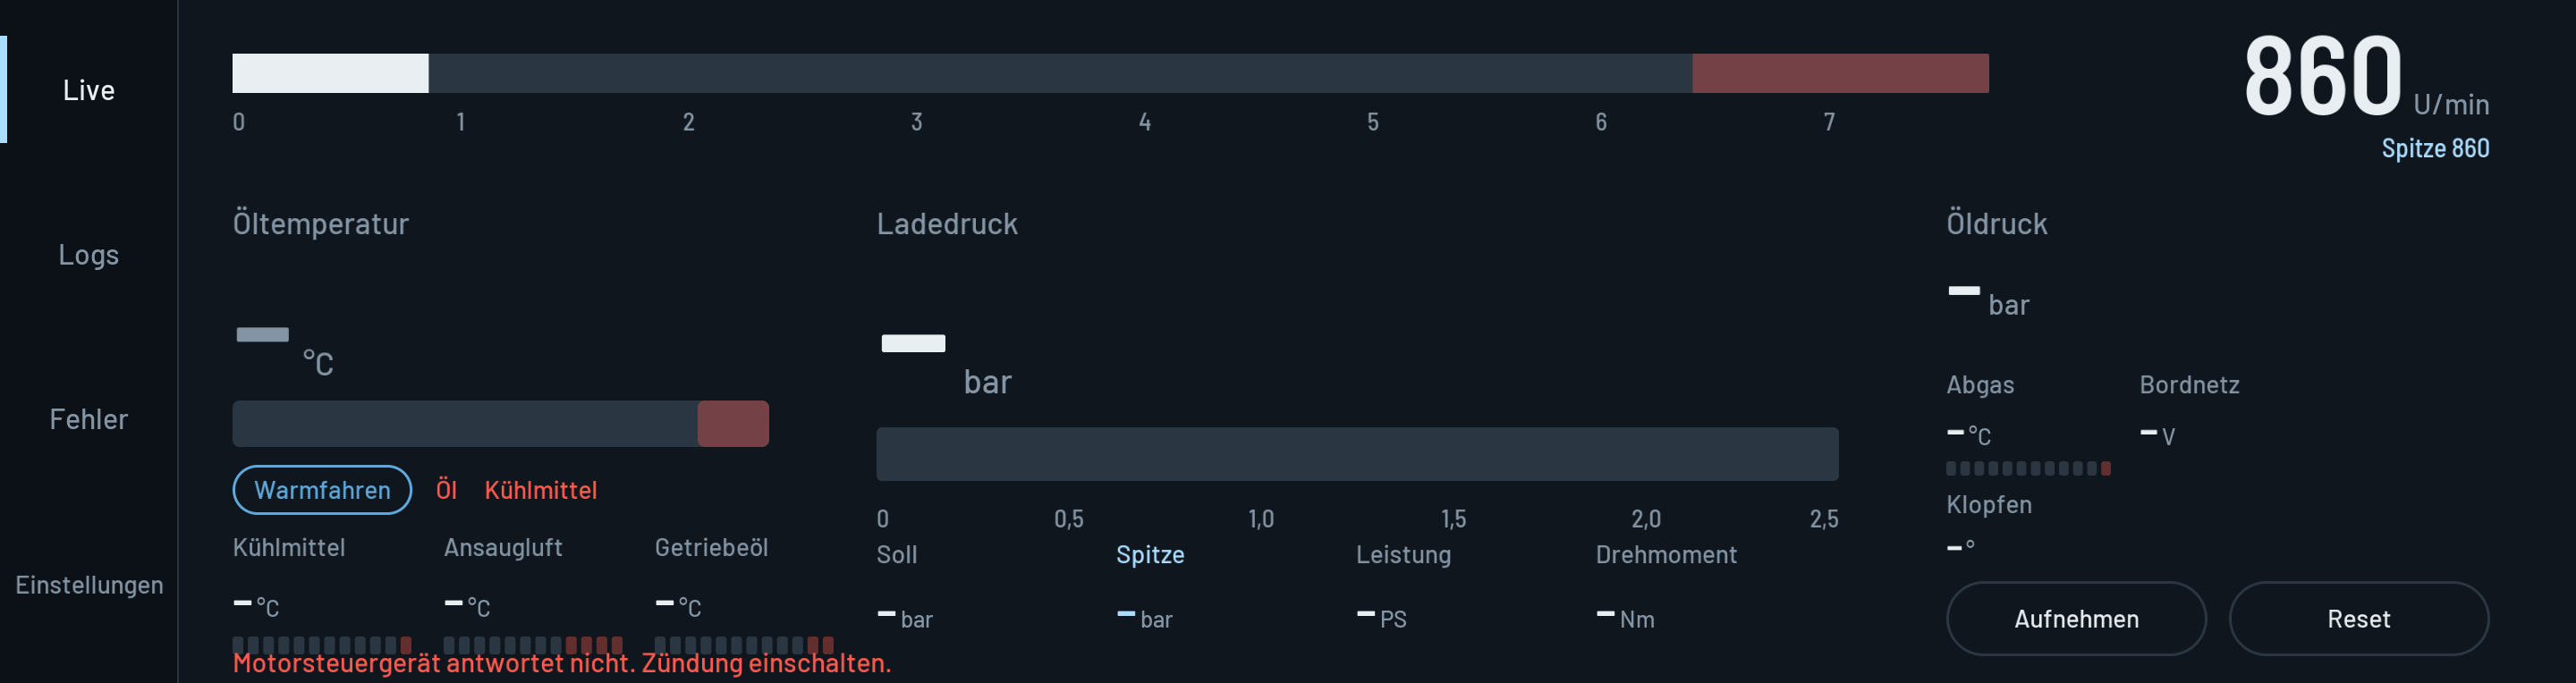 Live
Logs
Fehler
Einstellungen
0 1 2 3 4 5 6 7
860 U/min
Spitze 860
Öltemperatur
– °C
Warmfahren Öl Kühlmittel
Kühlmittel Ansaugluft Getriebeöl
– °C – °C – °C
Motorsteuergerät antwortet nicht. Zündung einschalten.
Ladedruck
– bar
0 0,5 1,0 1,5 2,0 2,5
Soll Spitze Leistung Drehmoment
– bar – bar – PS – Nm
Öldruck
– bar
Abgas Bordnetz
– °C – V
Klopfen
– °
Aufnehmen Reset